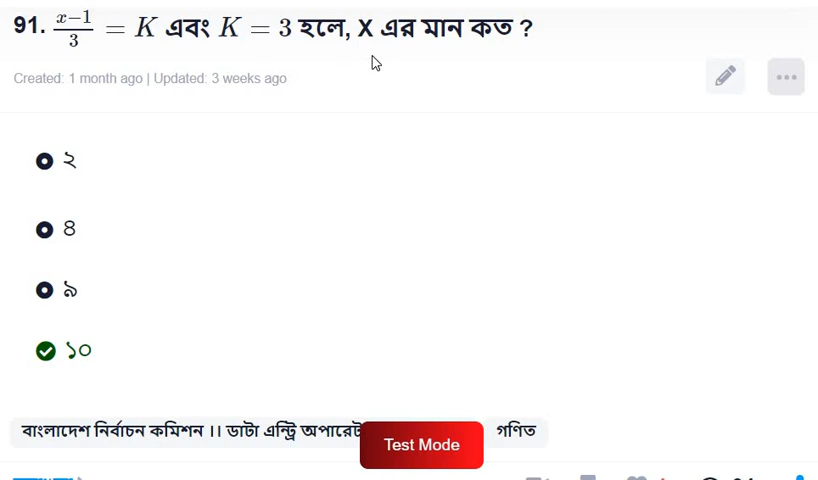 91. \frac{x-1}{3} = K এবং K = 3 হলে, X এর মান কত ?
Created: 1 month ago | Updated: 3 weeks ago
২
৪
৯
১০
বাংলাদেশ নির্বাচন কমিশন ।। ডাটা এন্ট্রি অপারেট Test Mode গণিত